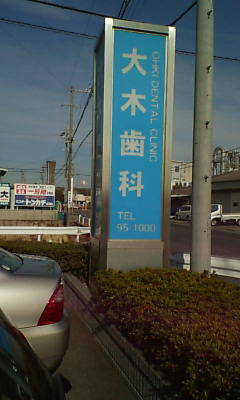 大木歯科
OHKI DENTAL CLINIC
TEL
95 1000